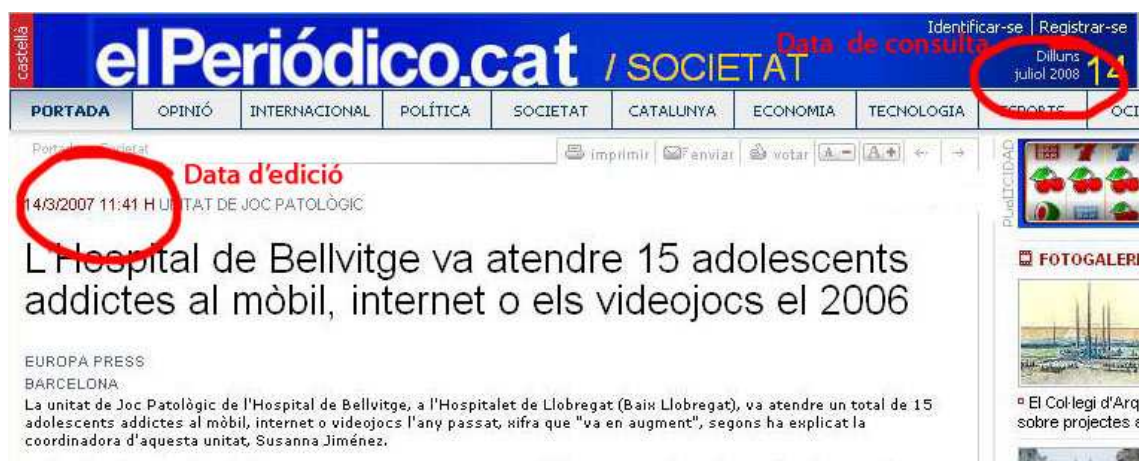 castellà
elPeriódico.cat / SOCIETAT
Identificar-se | Registrar-se
Data de consulta
Dilluns
juliol 2008 14
PORTADA OPINIÓ INTERNACIONAL POLÍTICA SOCIETAT CATALUNYA ECONOMIA TECNOLOGIA ESPORTS OCI
imprimir enviar votar A - A +
Data d'edició
14/3/2007 11:41 H UNITAT DE JOC PATOLÒGIC
PUBLICIDAD
L'Hospital de Bellvitge va atendre 15 adolescents
addictes al mòbil, internet o els videojocs el 2006
FOTOGALERI
EUROPA PRESS
BARCELONA
La unitat de Joc Patològic de l'Hospital de Bellvitge, a l'Hospitalet de Llobregat (Baix Llobregat), va atendre un total de 15
adolescents addictes al mòbil, internet o videojocs l'any passat, xifra que "va en augment", segons ha explicat la
coordinadora d'aquesta unitat, Susanna Jiménez.
El Col·legi d'Arq
sobre projectes a